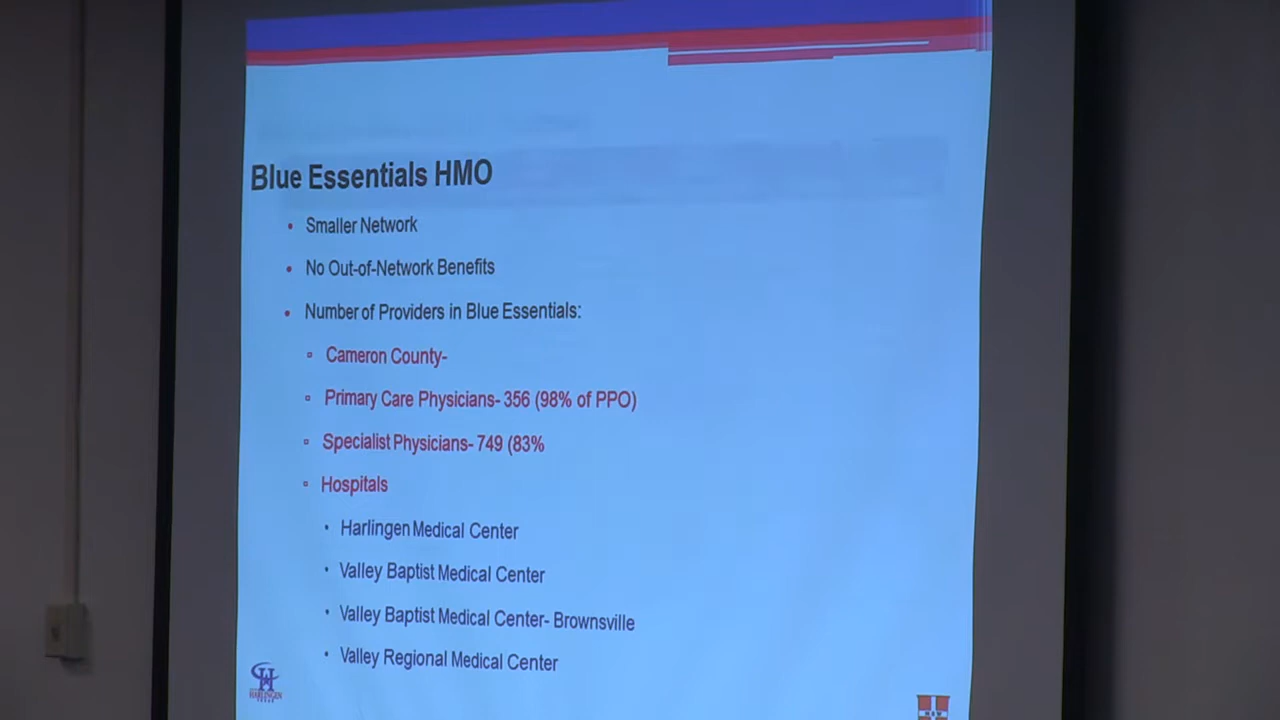 Blue Essentials HMO
• Smaller Network
• No Out-of-Network Benefits
• Number of Providers in Blue Essentials:
▫ Cameron County-
▫ Primary Care Physicians- 356 (98% of PPO)
▫ Specialist Physicians- 749 (83%
▫ Hospitals
• Harlingen Medical Center
• Valley Baptist Medical Center
• Valley Baptist Medical Center- Brownsville
• Valley Regional Medical Center
HARLINGEN
TEXAS